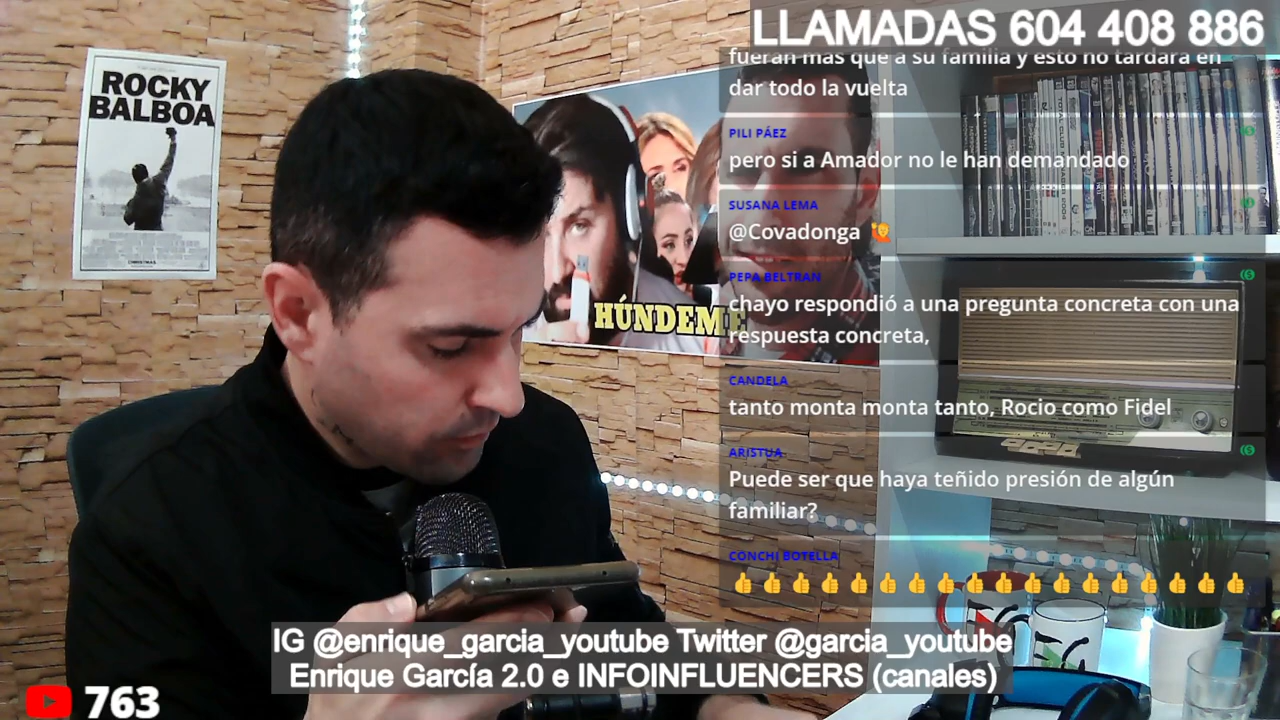 LLAMADAS 604 408 886
fueran más que a su familia y esto no tardará en
dar todo la vuelta
PILI PÁEZ
pero si a Amador no le han demandado
SUSANA LEMA
@Covadonga
PEPA BELTRAN
chayo respondió a una pregunta concreta con una
respuesta concreta,
CANDELA
tanto monta monta tanto, Rocio como Fidel
ARISTUA
Puede ser que haya teñido presión de algún
familiar?
CONCHI BOTELLA
ROCKY
BALBOA
HÚNDEME
IG @enrique_garcia_youtube Twitter @garcia_youtube
Enrique García 2.0 e INFOINFLUENCERS (canales)
763